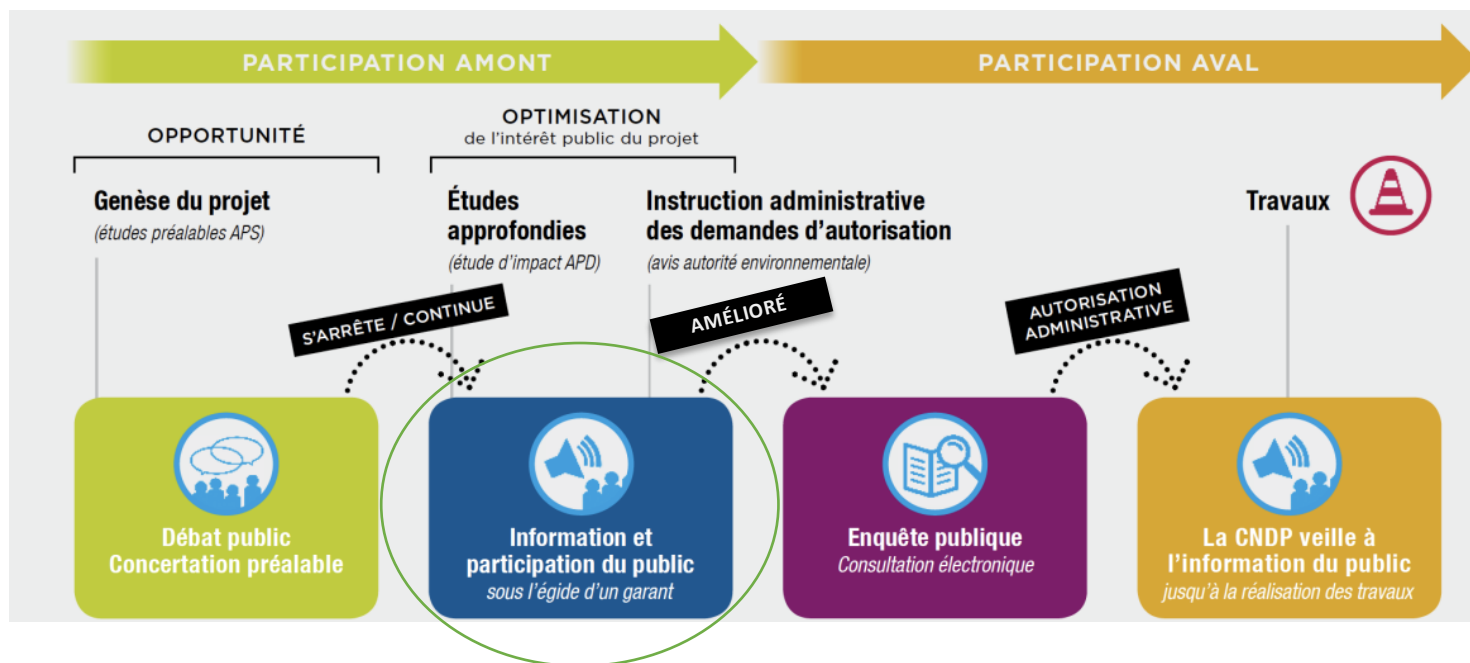 PARTICIPATION AMONT
PARTICIPATION AVAL
OPPORTUNITÉ
OPTIMISATION
de l'intérêt public du projet
Genèse du projet
(études préalables APS)
Études
approfondies
(étude d'impact APD)
Instruction administrative
des demandes d'autorisation
(avis autorité environnementale)
Travaux
S'ARRÊTE / CONTINUE
AMÉLIORÉ
AUTORISATION
ADMINISTRATIVE
Débat public
Concertation préalable
Information et
participation du public
sous l'égide d'un garant
Enquête publique
Consultation électronique
La CNDP veille à
l'information du public
jusqu'à la réalisation des travaux